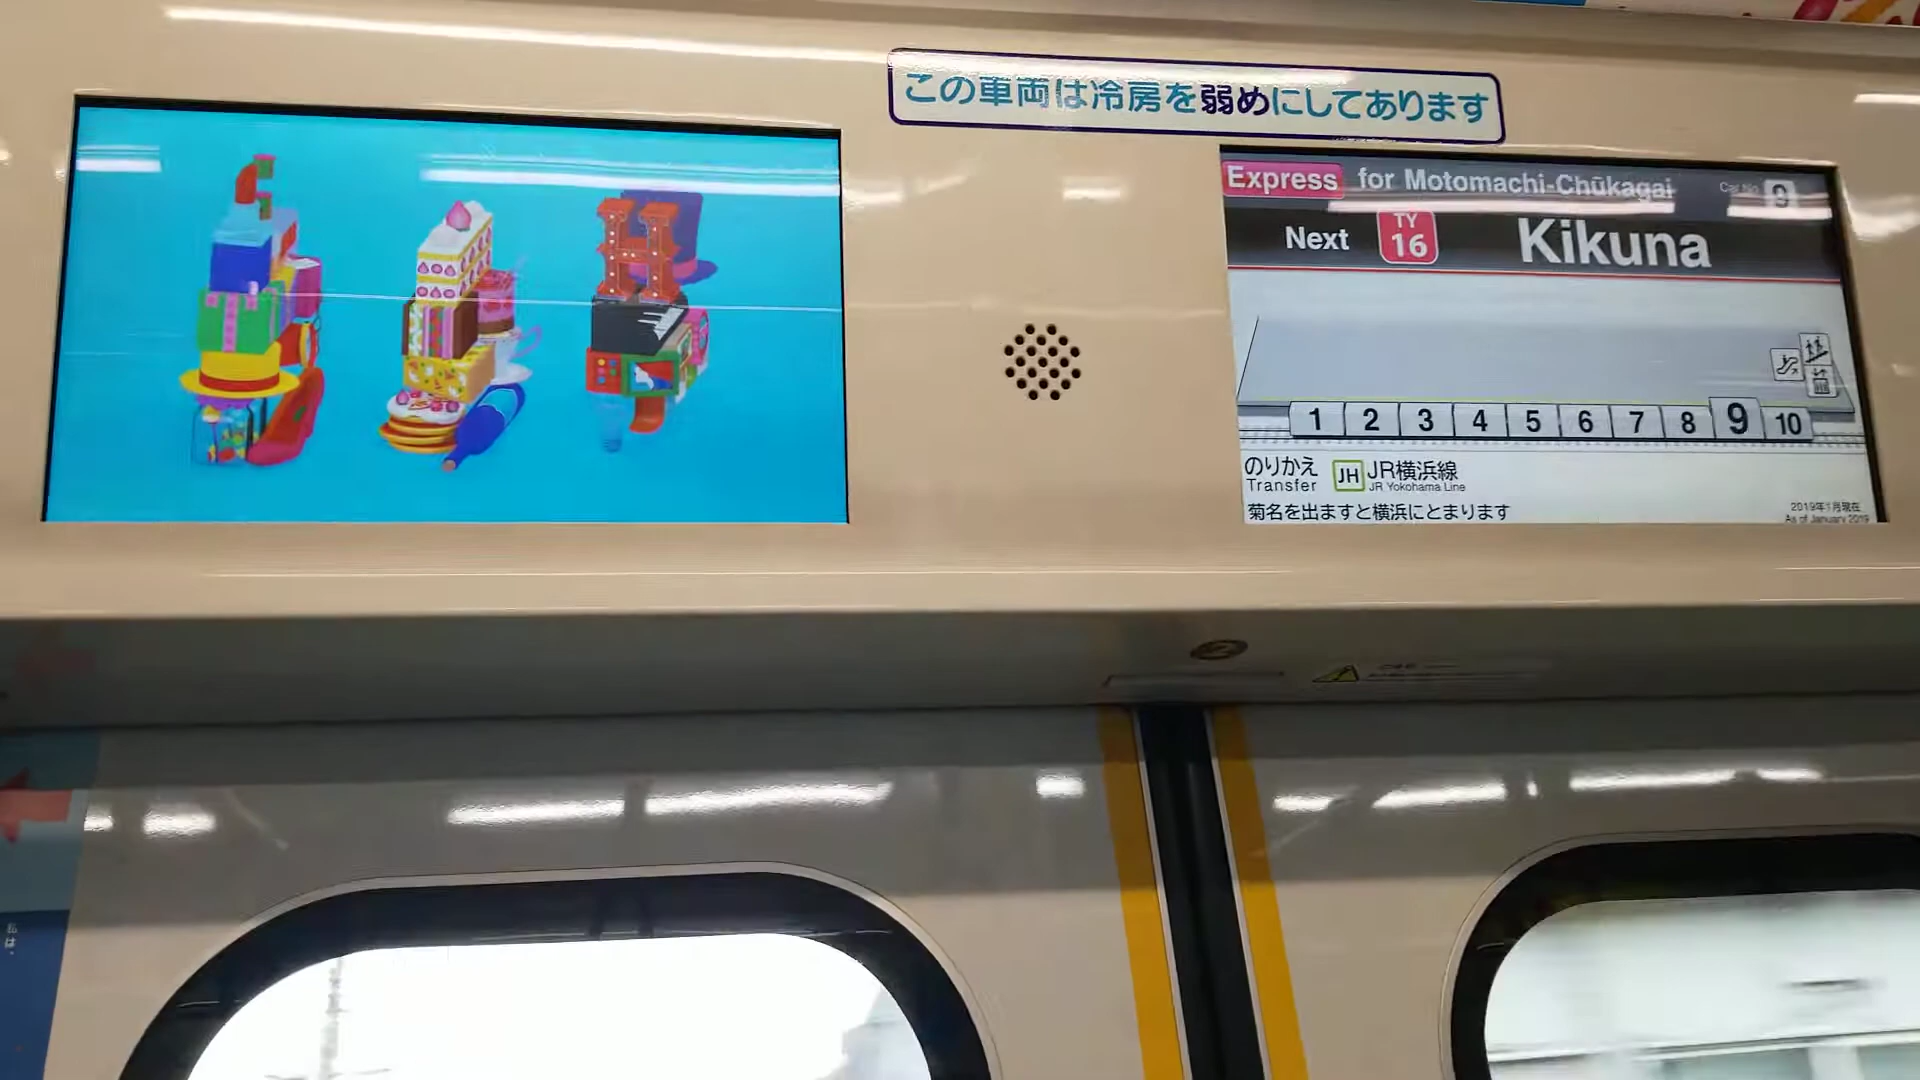 この車両は冷房を弱めにしてあります
Express for Motomachi-Chūkagai Car No. 9
Next TY 16 Kikuna
1 2 3 4 5 6 7 8 9 10
のりかえ JH JR横浜線
Transfer JR Yokohama Line
菊名を出ますと横浜にとまります
2019年1月現在
As of January 2019
H
私は、